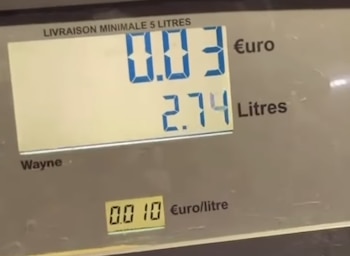 LIVRAISON MINIMALE 5 LITRES
0.03 €uro
2.74 Litres
Wayne
0.010 €uro/litre